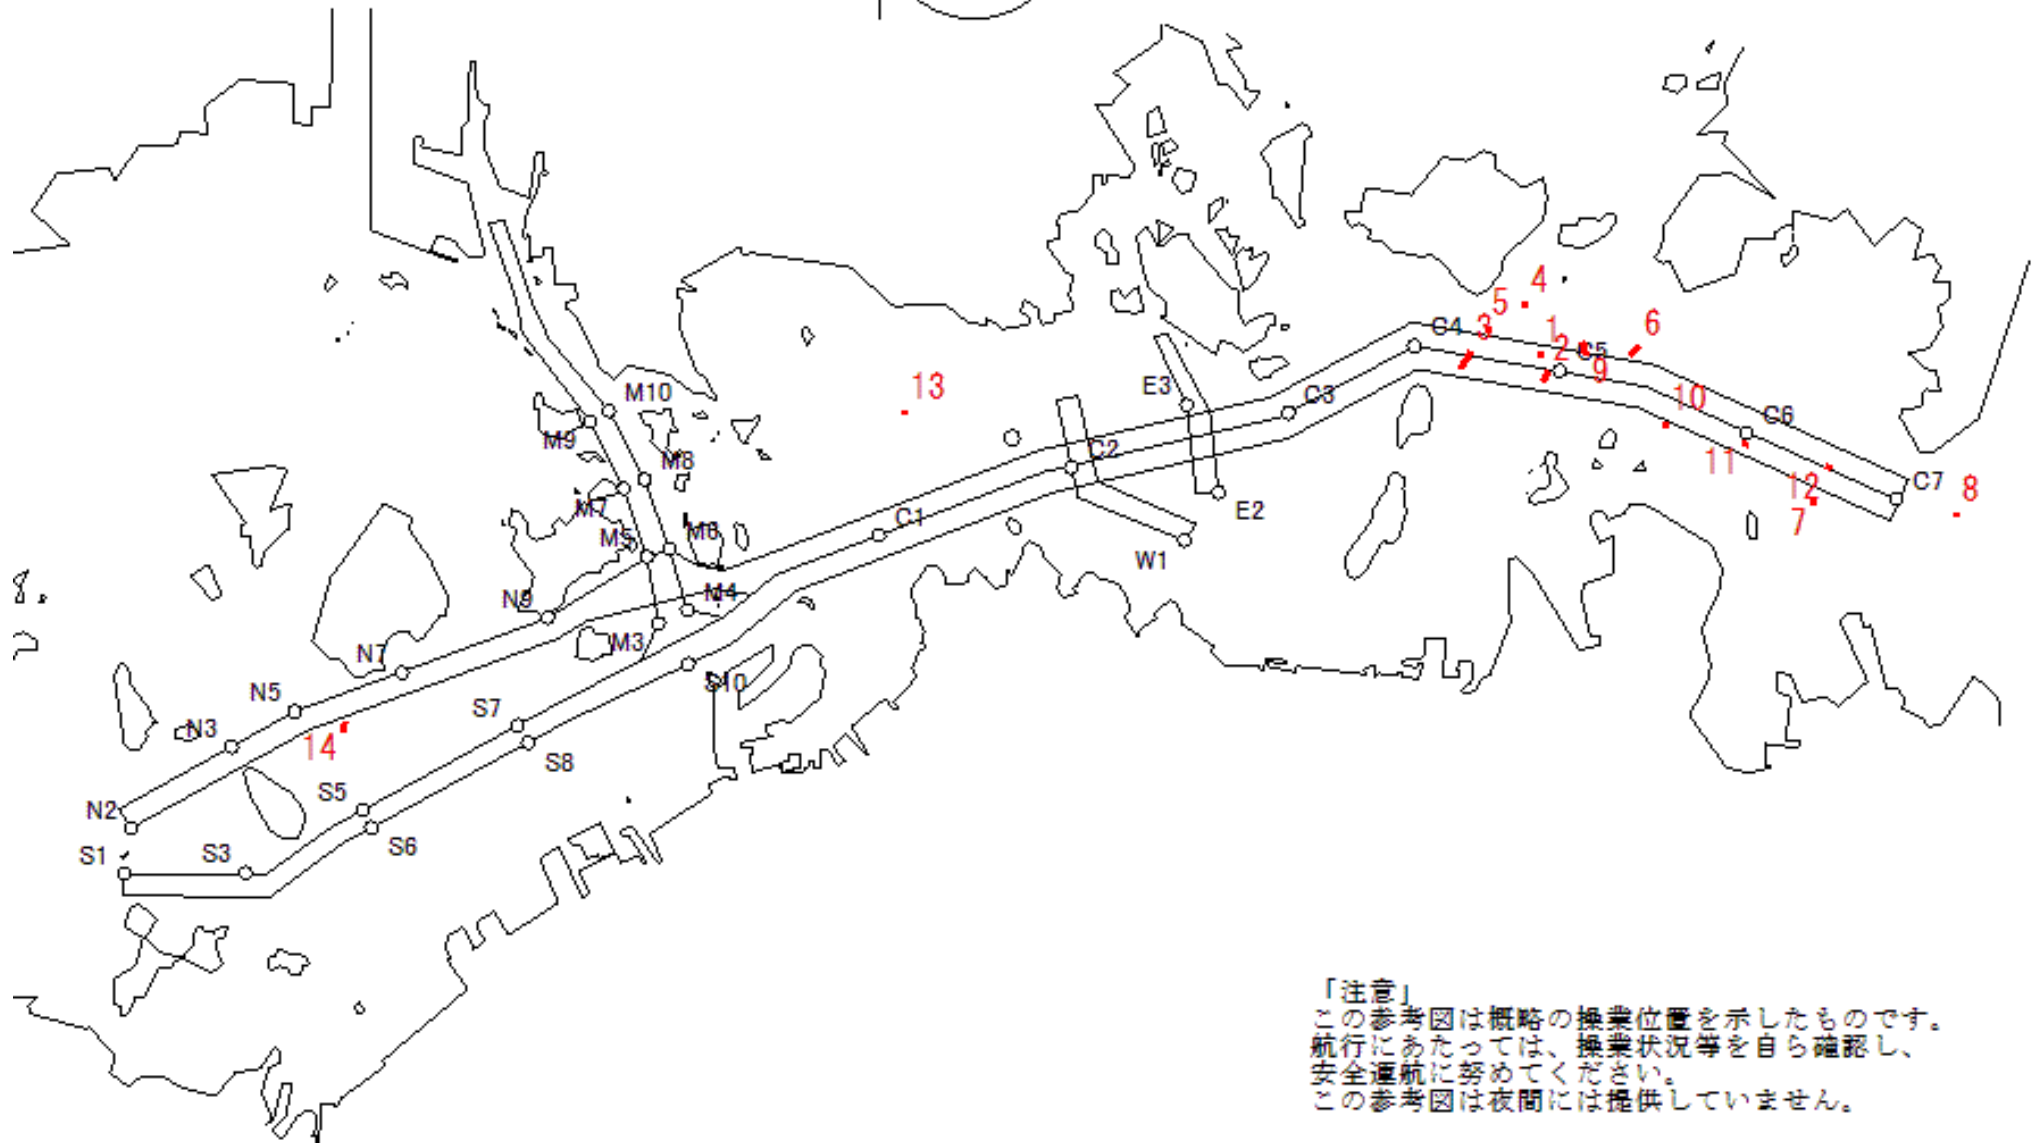 4
5
C4
3
1
2
C5
6
9
M10
13
E3
C3
10
C6
M9
M8
C2
11
12
C7
8
M7
E2
7
M5
M6
C1
W1
N9
M4
M3
N7
S10
N5
S7
N3
14
S8
S5
N2
S6
S1
S3
「注意」
この参考図は概略の操業位置を示したものです。
航行にあたっては、操業状況等を自ら確認し、
安全運航に努めてください。
この参考図は夜間には提供していません。